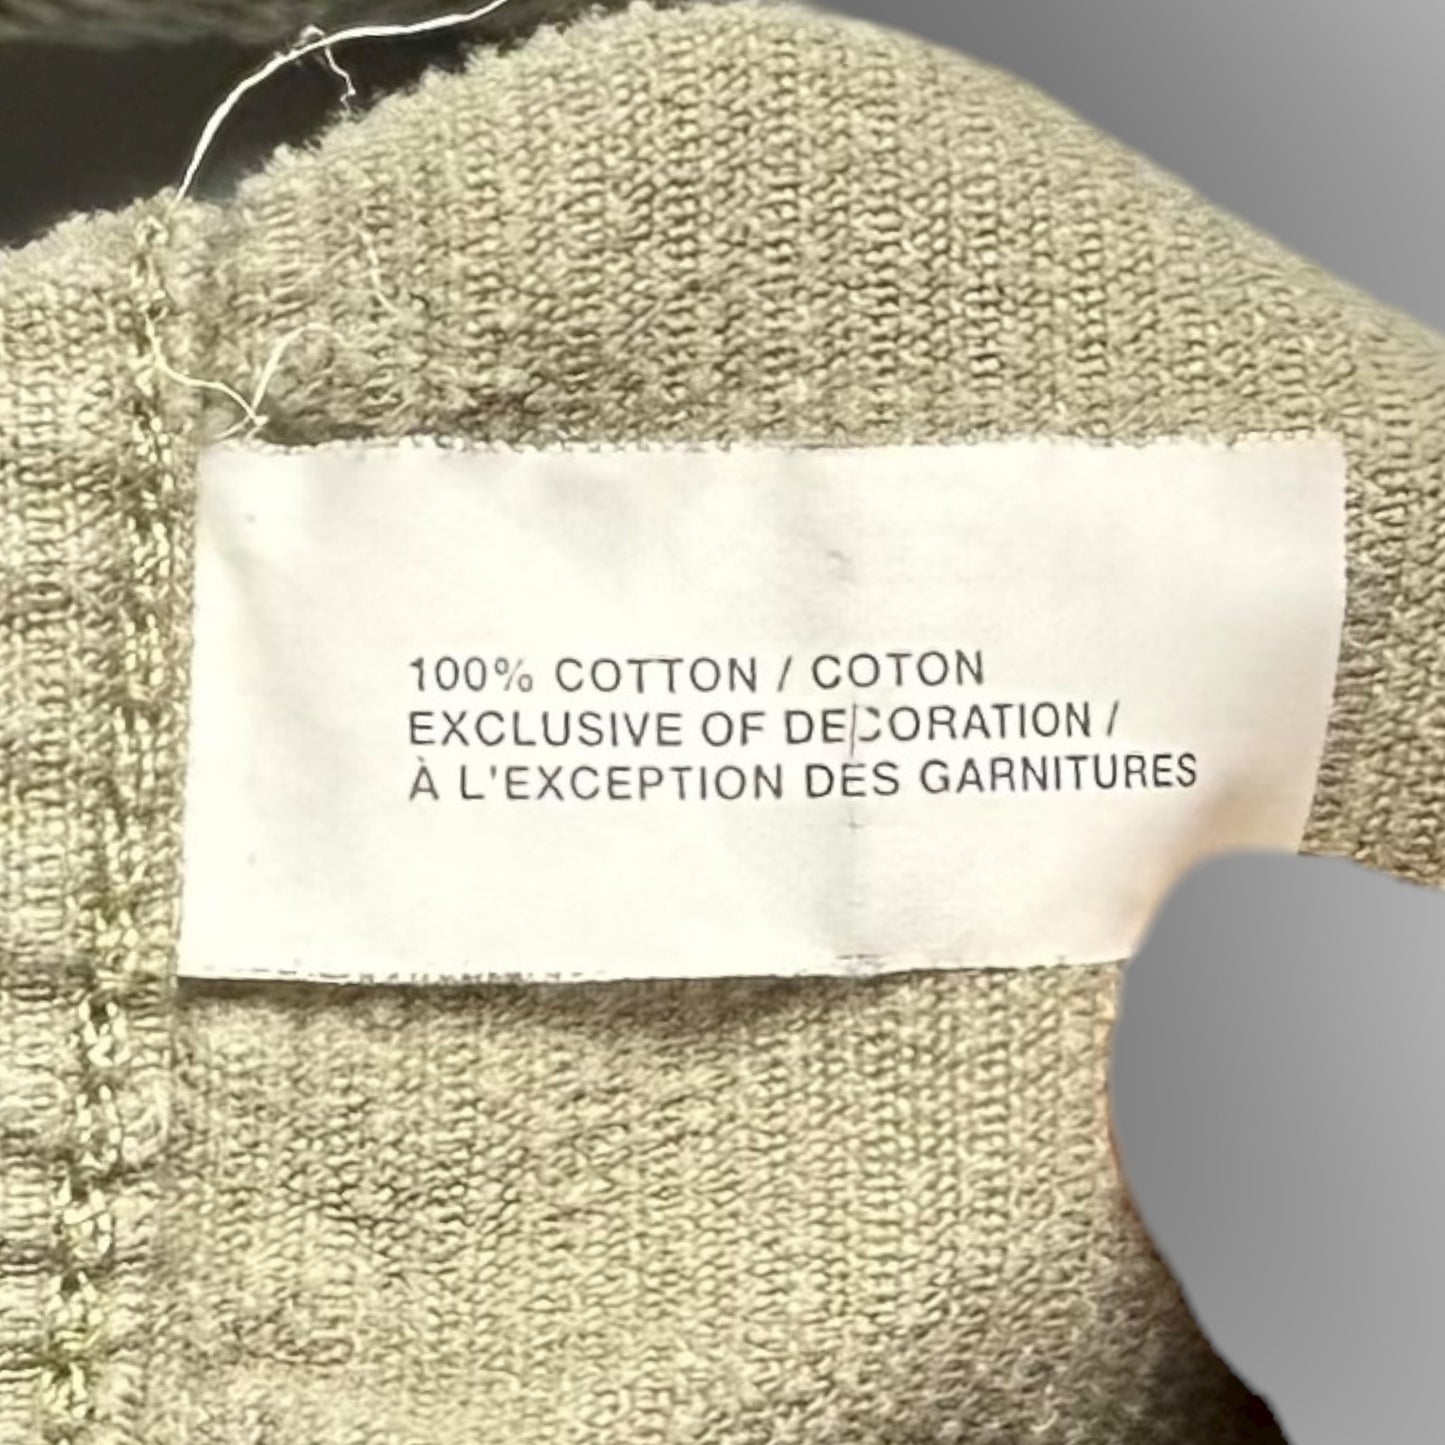 100% COTTON / COTON
EXCLUSIVE OF DECORATION /
À L'EXCEPTION DES GARNITURES